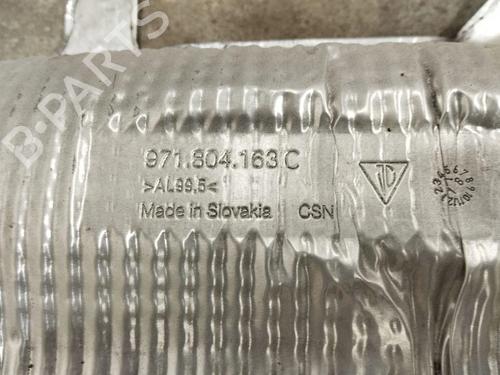 B-PARTS
971.804.163 C
>AL99,5<
Made in Slovakia CSN